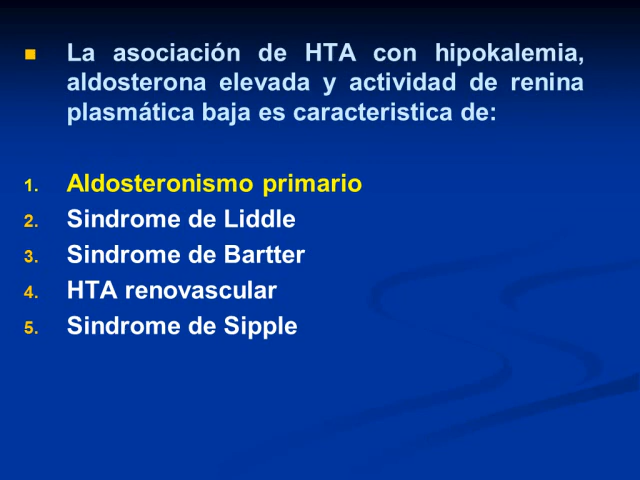 La asociación de HTA con hipokalemia,
aldosterona elevada y actividad de renina
plasmática baja es caracteristica de:
1. Aldosteronismo primario
2. Sindrome de Liddle
3. Sindrome de Bartter
4. HTA renovascular
5. Sindrome de Sipple